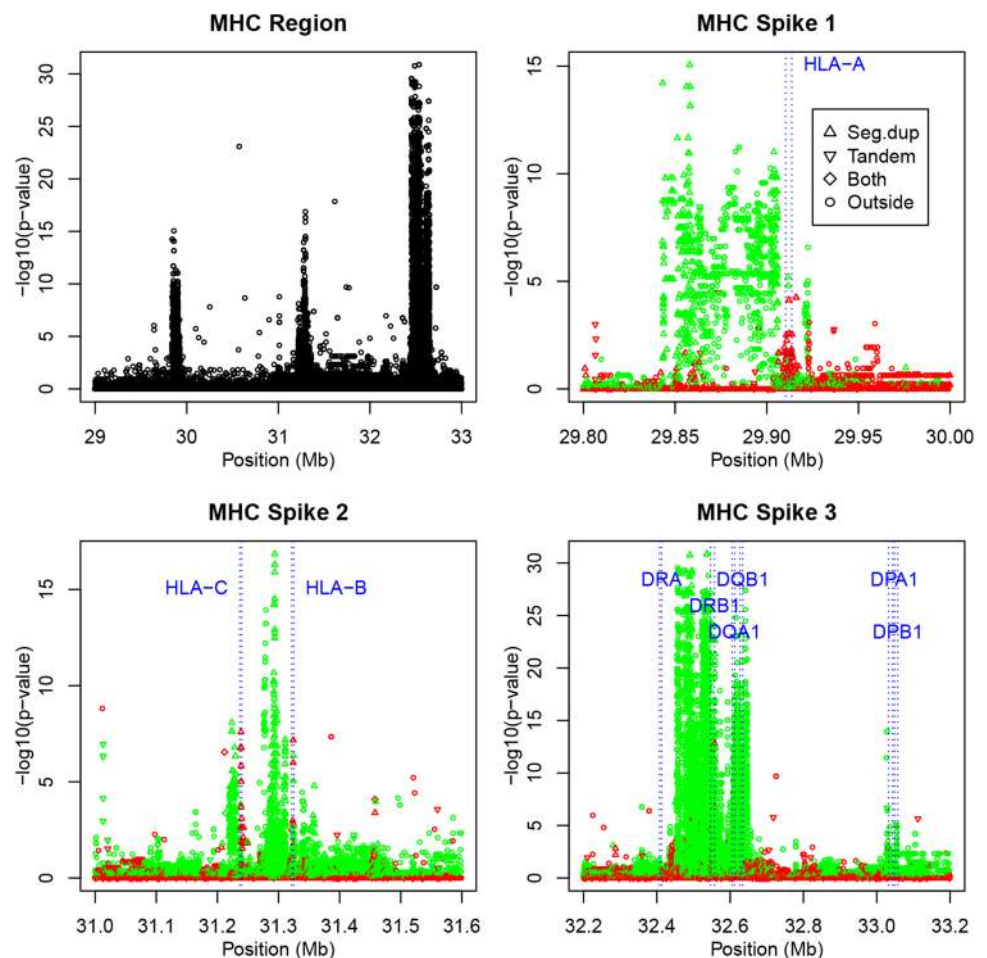 MHC Region
−log10(p−value)
30
25
20
15
10
5
0
29
30
31
32
33
Position (Mb)
MHC Spike 1
−log10(p−value)
15
10
5
0
HLA−A
Seg.dup
Tandem
Both
Outside
29.80
29.85
29.90
29.95
30.00
Position (Mb)
MHC Spike 2
−log10(p−value)
15
10
5
0
HLA−C
HLA−B
31.0
31.1
31.2
31.3
31.4
31.5
31.6
Position (Mb)
MHC Spike 3
−log10(p−value)
30
25
20
15
10
5
0
DRA
DQB1
DPA1
DRB1
DQA1
DPB1
32.2
32.4
32.6
32.8
33.0
33.2
Position (Mb)